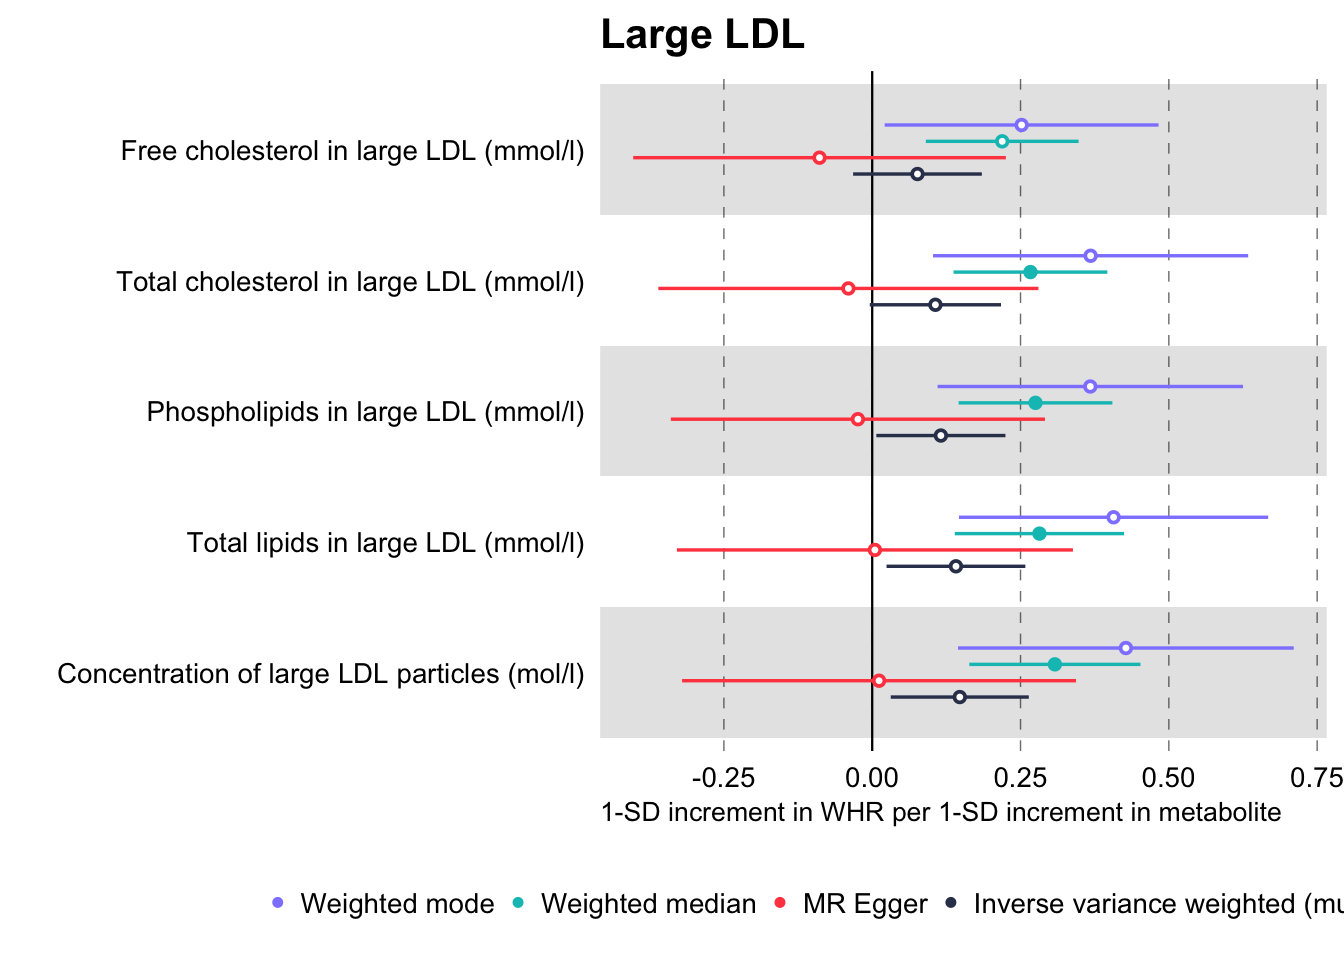 Large LDL
Free cholesterol in large LDL (mmol/l)
Total cholesterol in large LDL (mmol/l)
Phospholipids in large LDL (mmol/l)
Total lipids in large LDL (mmol/l)
Concentration of large LDL particles (mol/l)
-0.25 0.00 0.25 0.50 0.75
1-SD increment in WHR per 1-SD increment in metabolite
Weighted mode Weighted median MR Egger Inverse variance weighted (mu